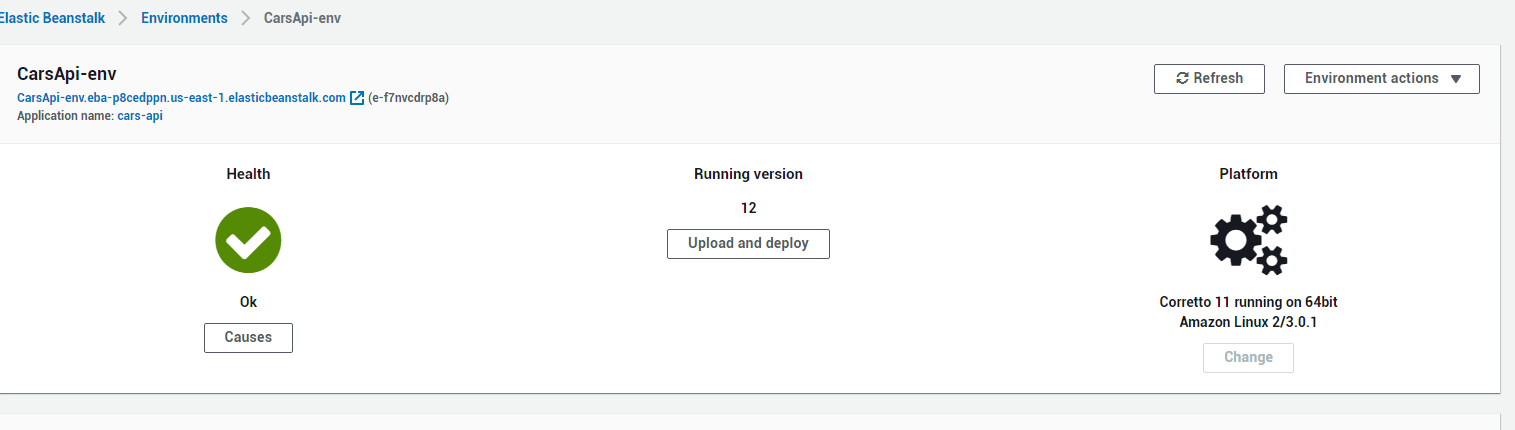 Elastic Beanstalk > Environments > CarsApi-env
CarsApi-env
CarsApi-env.eba-p8cedppn.us-east-1.elasticbeanstalk.com (e-f7nvcdrp8a)
Application name: cars-api
Refresh
Environment actions
Health
Ok
Causes
Running version
12
Upload and deploy
Platform
Corretto 11 running on 64bit
Amazon Linux 2/3.0.1
Change